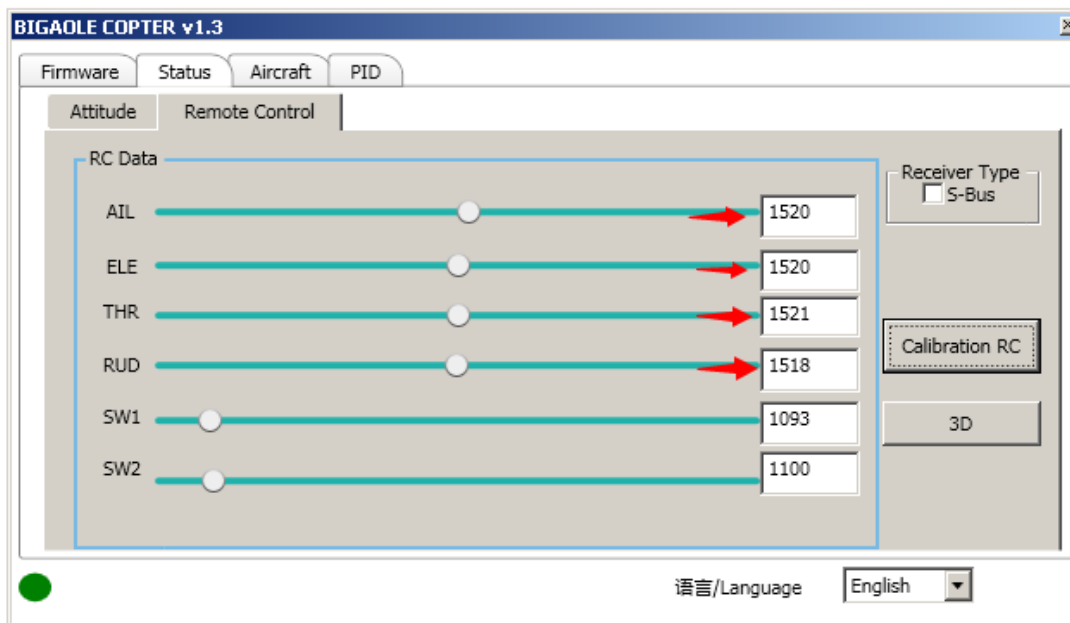 BIGAOLE COPTER v1.3
Firmware Status Aircraft PID
Attitude Remote Control
RC Data
Receiver Type
S-Bus
AIL 1520
ELE 1520
THR 1521
RUD 1518
Calibration RC
SW1 1093
3D
SW2 1100
语言/Language English